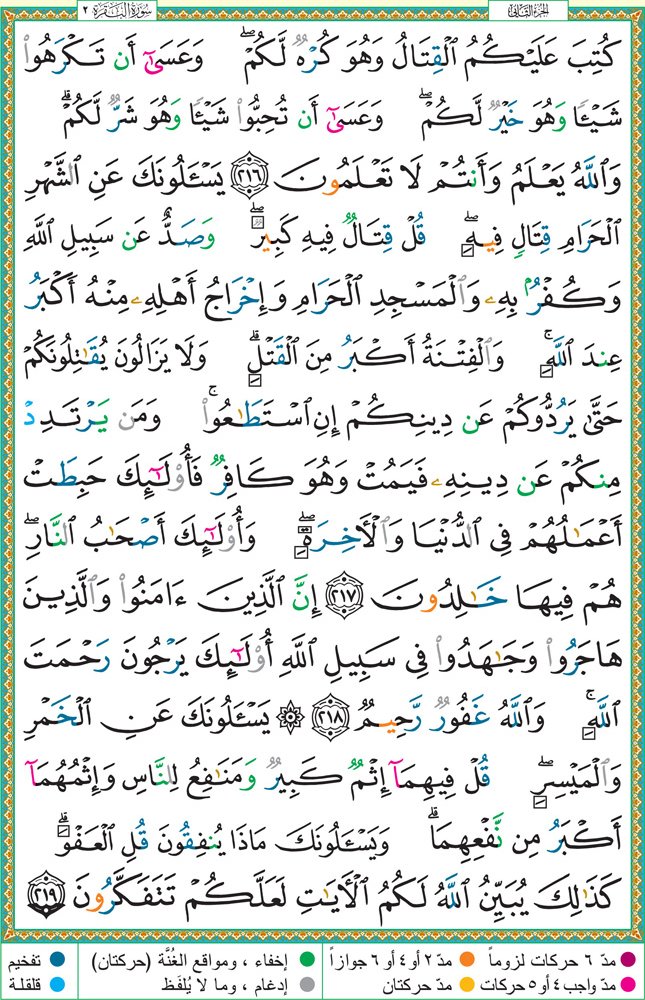 سُورَةُ البَقَرَة ٢
الجزء الثاني
كُتِبَ عَلَيْكُمُ ٱلْقِتَالُ وَهُوَ كُرْهٌ لَّكُمْ ۖ وَعَسَىٰٓ أَن تَكْرَهُوا۟
شَيْـًٔا وَهُوَ خَيْرٌ لَّكُمْ ۖ وَعَسَىٰٓ أَن تُحِبُّوا۟ شَيْـًٔا وَهُوَ شَرٌّ لَّكُمْ ۗ
وَٱللَّهُ يَعْلَمُ وَأَنتُمْ لَا تَعْلَمُونَ ٢١٦ يَسْـَٔلُونَكَ عَنِ ٱلشَّهْرِ
ٱلْحَرَامِ قِتَالٍ فِيهِ ۖ قُلْ قِتَالٌ فِيهِ كَبِيرٌ ۖ وَصَدٌّ عَن سَبِيلِ ٱللَّهِ
وَكُفْرٌۢ بِهِۦ وَٱلْمَسْجِدِ ٱلْحَرَامِ وَإِخْرَاجُ أَهْلِهِۦ مِنْهُ أَكْبَرُ
عِندَ ٱللَّهِ ۚ وَٱلْفِتْنَةُ أَكْبَرُ مِنَ ٱلْقَتْلِ ۗ وَلَا يَزَالُونَ يُقَـٰتِلُونَكُمْ
حَتَّىٰ يَرُدُّوكُمْ عَن دِينِكُمْ إِنِ ٱسْتَطَـٰعُوا۟ ۚ وَمَن يَرْتَدِدْ
مِنكُمْ عَن دِينِهِۦ فَيَمُتْ وَهُوَ كَافِرٌ فَأُو۟لَـٰٓئِكَ حَبِطَتْ
أَعْمَـٰلُهُمْ فِى ٱلدُّنْيَا وَٱلْـَٔاخِرَةِ ۖ وَأُو۟لَـٰٓئِكَ أَصْحَـٰبُ ٱلنَّارِ ۖ
هُمْ فِيهَا خَـٰلِدُونَ ٢١٧ إِنَّ ٱلَّذِينَ ءَامَنُوا۟ وَٱلَّذِينَ
هَاجَرُوا۟ وَجَـٰهَدُوا۟ فِى سَبِيلِ ٱللَّهِ أُو۟لَـٰٓئِكَ يَرْجُونَ رَحْمَتَ
ٱللَّهِ ۚ وَٱللَّهُ غَفُورٌ رَّحِيمٌ ٢١٨ ۞ يَسْـَٔلُونَكَ عَنِ ٱلْخَمْرِ
وَٱلْمَيْسِرِ ۖ قُلْ فِيهِمَآ إِثْمٌ كَبِيرٌ وَمَنَـٰفِعُ لِلنَّاسِ وَإِثْمُهُمَآ
أَكْبَرُ مِن نَّفْعِهِمَا ۗ وَيَسْـَٔلُونَكَ مَاذَا يُنفِقُونَ قُلِ ٱلْعَفْوَ ۗ
كَذَٰلِكَ يُبَيِّنُ ٱللَّهُ لَكُمُ ٱلْـَٔايَـٰتِ لَعَلَّكُمْ تَتَفَكَّرُونَ ٢١٩
مدّ ٦ حركات لزوماً مدّ ٢ أو ٤ أو ٦ جوازاً إخفاء ، ومواقع الغُنَّة (حركتان) تفخيم
مدّ واجب ٤ أو ٥ حركات مدّ حركتان إدغام ، وما لا يُلفَظ قلقلة